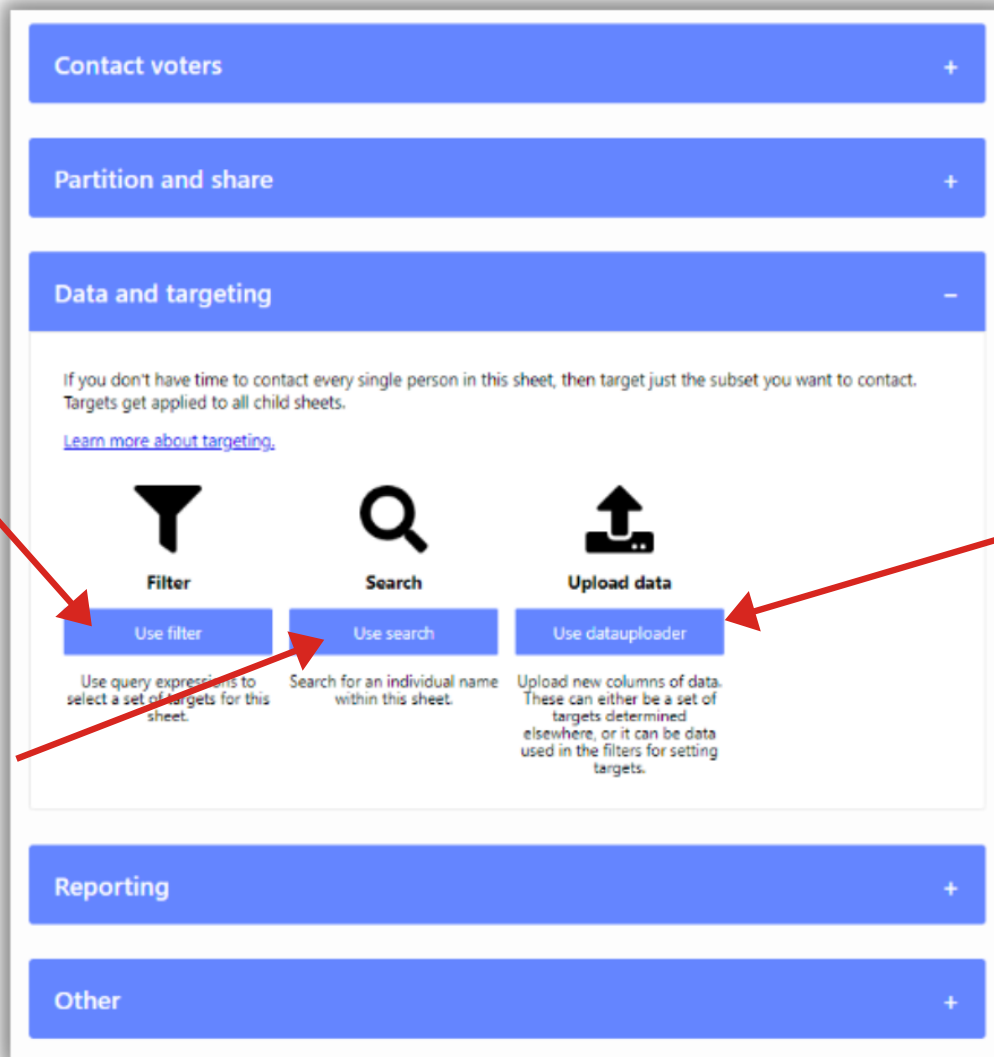 Contact voters +
Partition and share +
Data and targeting −
If you don't have time to contact every single person in this sheet, then target just the subset you want to contact.
Targets get applied to all child sheets.
Learn more about targeting.
Filter
Use filter
Use query expressions to
select a set of targets for this
sheet.
Search
Use search
Search for an individual name
within this sheet.
Upload data
Use datauploader
Upload new columns of data.
These can either be a set of
targets determined
elsewhere, or it can be data
used in the filters for setting
targets.
Reporting +
Other +